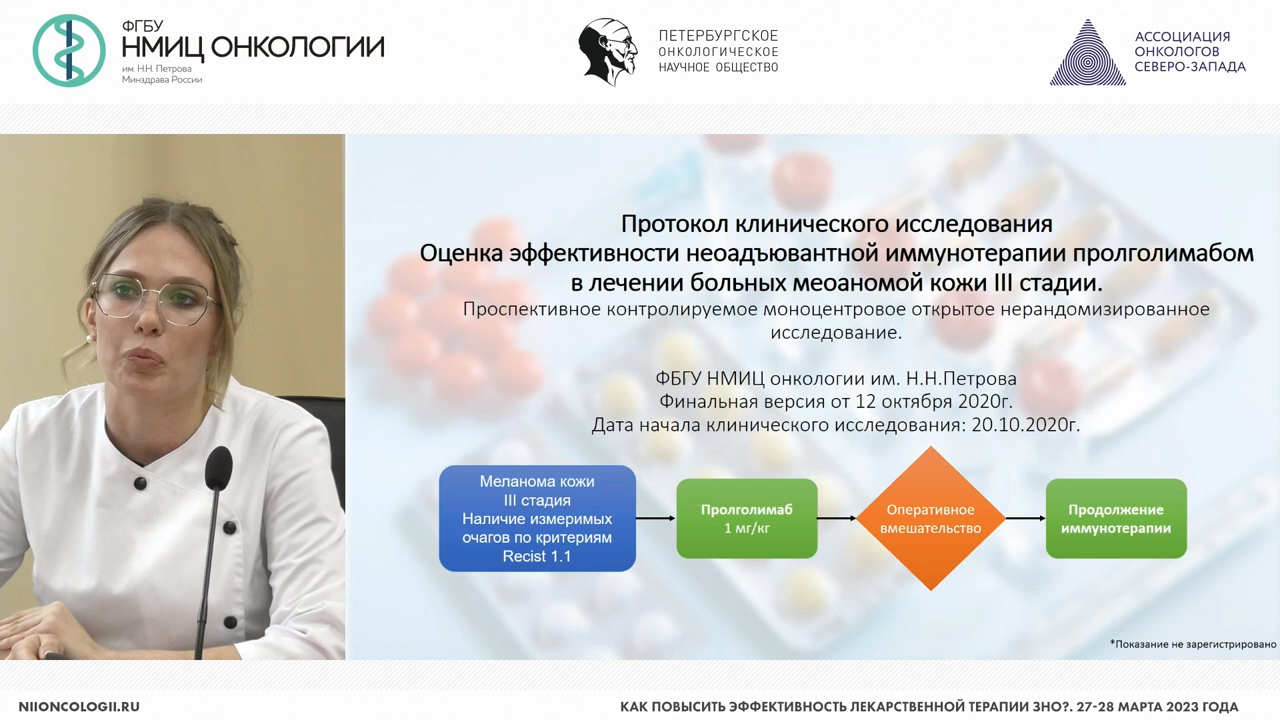 ФГБУ
НМИЦ ОНКОЛОГИИ
им. Н.Н. Петрова
Минздрава России
ПЕТЕРБУРГСКОЕ
ОНКОЛОГИЧЕСКОЕ
НАУЧНОЕ ОБЩЕСТВО
АССОЦИАЦИЯ
ОНКОЛОГОВ
СЕВЕРО-ЗАПАДА
Протокол клинического исследования
Оценка эффективности неоадъювантной иммунотерапии пролголимабом
в лечении больных меоаномой кожи III стадии.
Проспективное контролируемое моноцентровое открытое нерандомизированное
исследование.
ФБГУ НМИЦ онкологии им. Н.Н.Петрова
Финальная версия от 12 октября 2020г.
Дата начала клинического исследования: 20.10.2020г.
Меланома кожи
III стадия
Наличие измеримых
очагов по критериям
Recist 1.1
Пролголимаб
1 мг/кг
Оперативное
вмешательство
Продолжение
иммунотерапии
*Показание не зарегистрировано
NIIONCOLOGII.RU
КАК ПОВЫСИТЬ ЭФФЕКТИВНОСТЬ ЛЕКАРСТВЕННОЙ ТЕРАПИИ ЗНО?. 27-28 МАРТА 2023 ГОДА